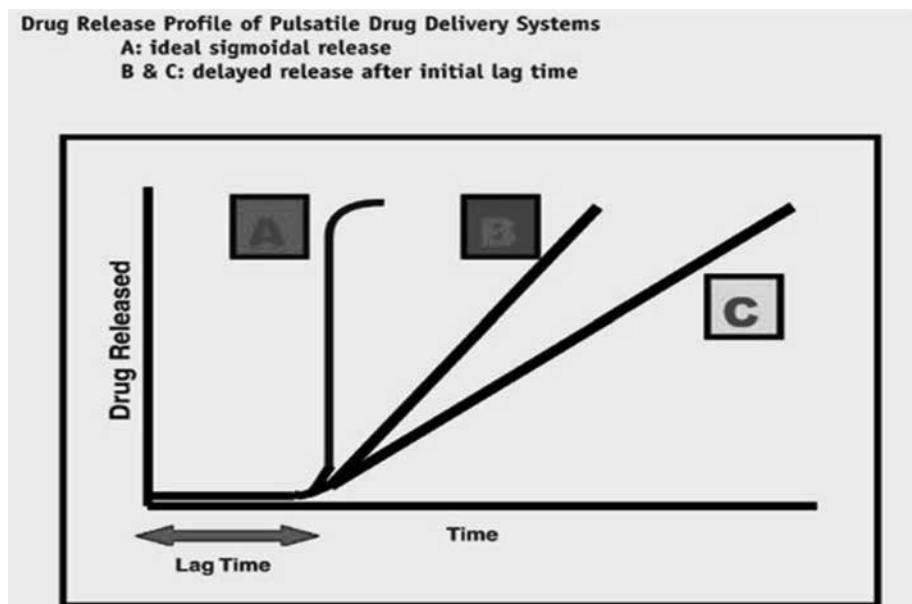 Drug Release Profile of Pulsatile Drug Delivery Systems
A: ideal sigmoidal release
B & C: delayed release after initial lag time
A
B
C
Drug Released
Time
Lag Time